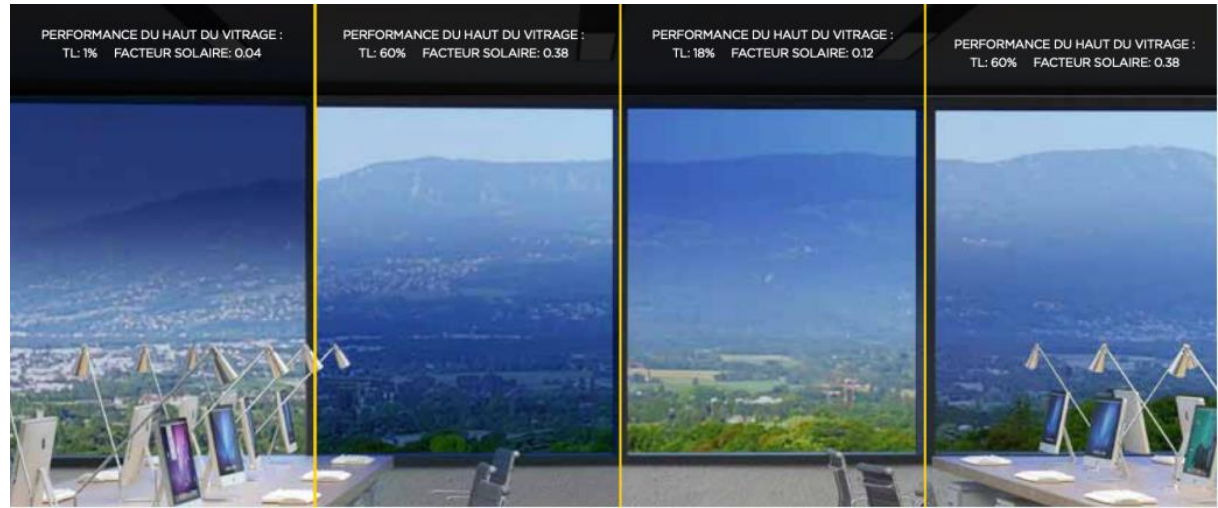 PERFORMANCE DU HAUT DU VITRAGE :
TL: 1% FACTEUR SOLAIRE: 0.04
PERFORMANCE DU HAUT DU VITRAGE :
TL: 60% FACTEUR SOLAIRE: 0.38
PERFORMANCE DU HAUT DU VITRAGE :
TL: 18% FACTEUR SOLAIRE: 0.12
PERFORMANCE DU HAUT DU VITRAGE :
TL: 60% FACTEUR SOLAIRE: 0.38